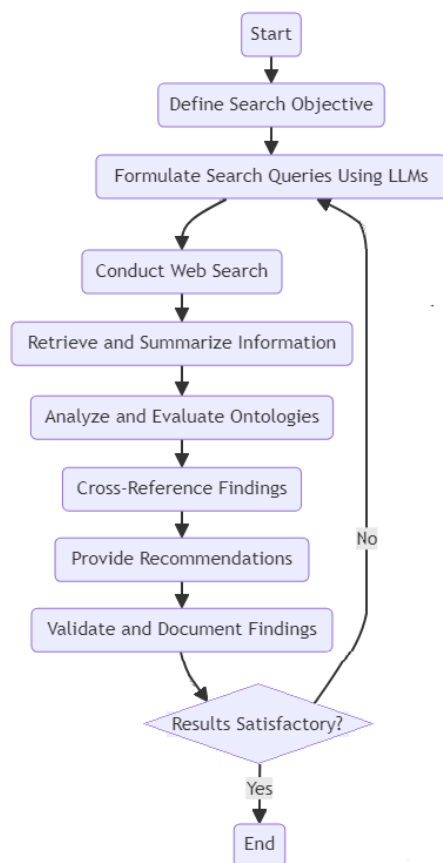 Start
Define Search Objective
Formulate Search Queries Using LLMs
Conduct Web Search
Retrieve and Summarize Information
Analyze and Evaluate Ontologies
Cross-Reference Findings
No
Provide Recommendations
Validate and Document Findings
Results Satisfactory?
Yes
End